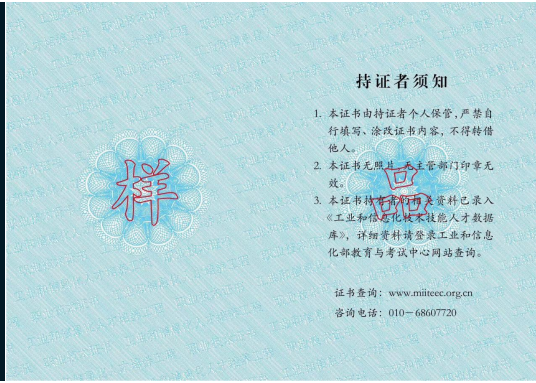 持证者须知
1. 本证书由持证者个人保管，严禁自
行填写、涂改证书内容，不得转借
他人。
2. 本证书无照片、无主管部门印章无
效。
3. 本证书持有者的相关资料已录入
《工业和信息化技术技能人才数据
库》，详细资料请登录工业和信息
化部教育与考试中心网站查询。
样
品
证书查询：www.miiteec.org.cn
咨询电话：010－68607720